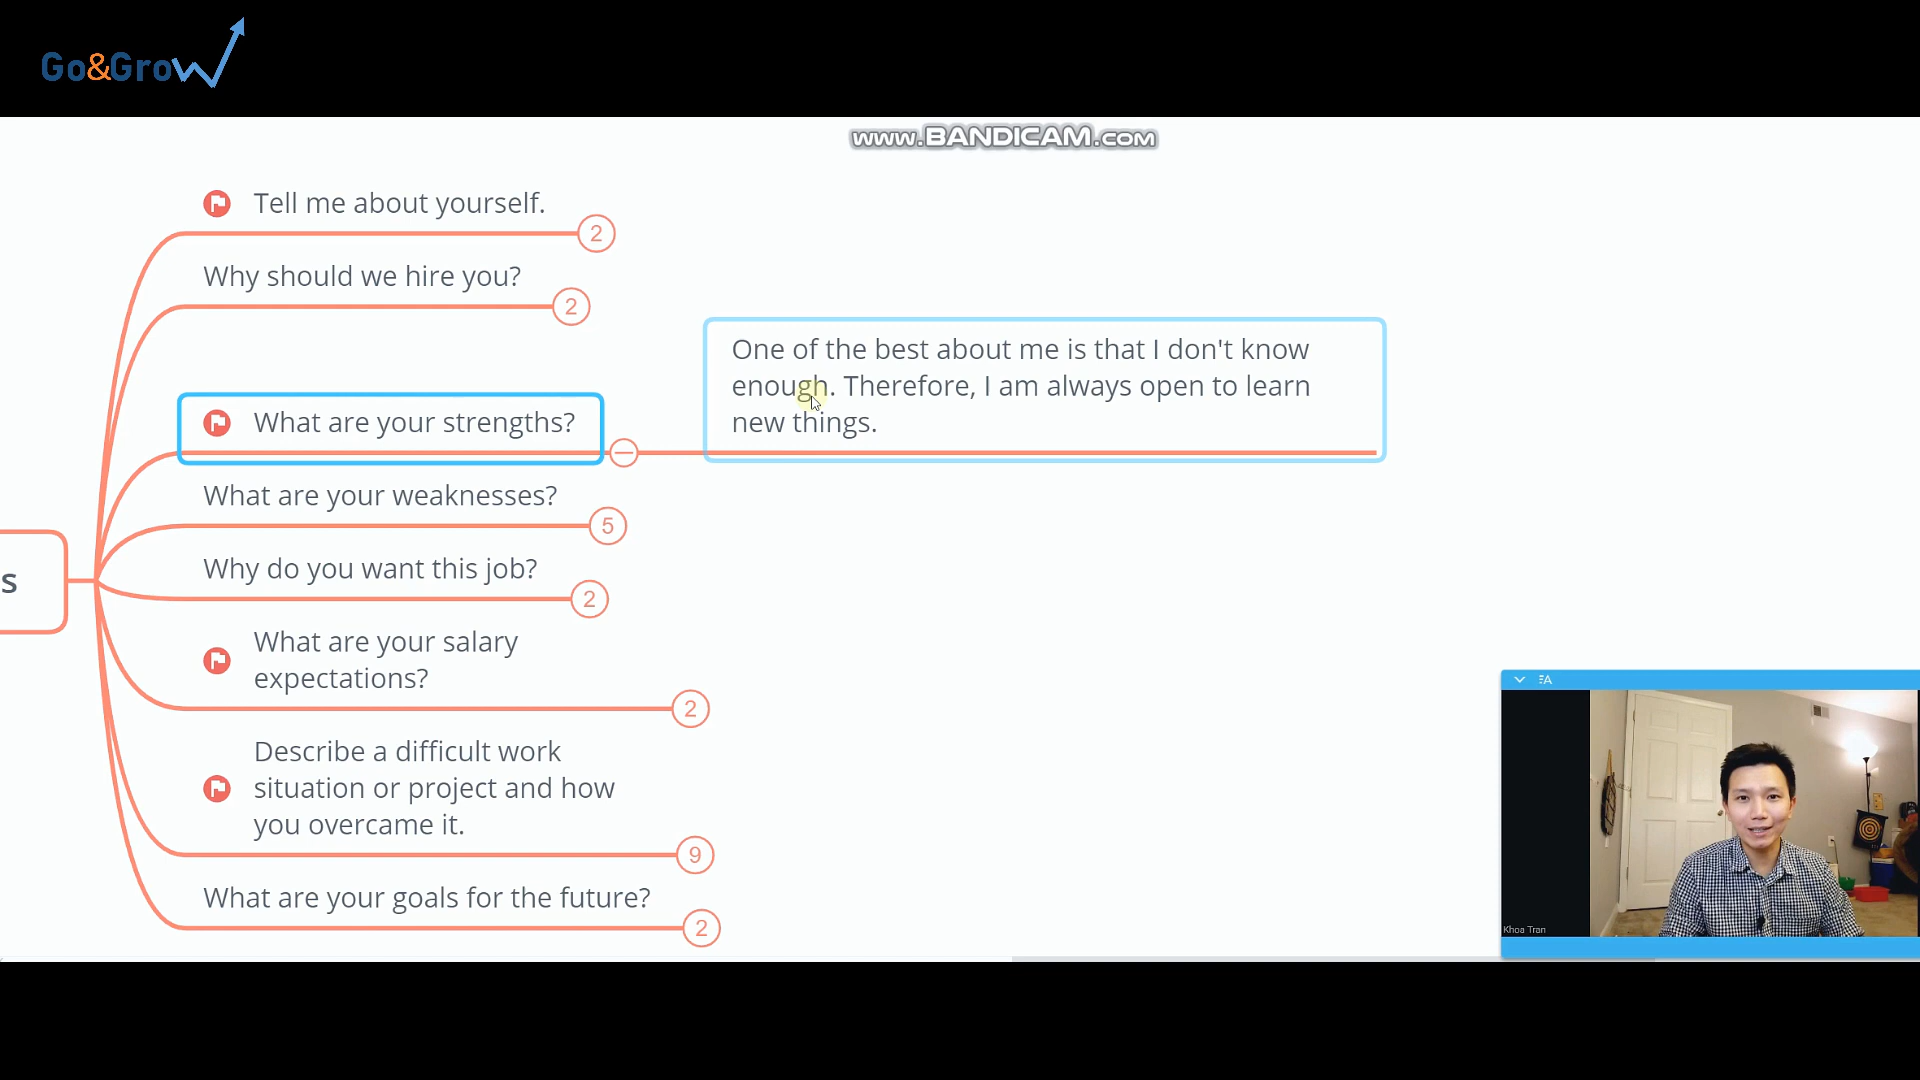 Go&Grow
www.BANDICAM.com
Tell me about yourself.
2
Why should we hire you?
2
One of the best about me is that I don't know
enough. Therefore, I am always open to learn
new things.
What are your strengths?
What are your weaknesses?
5
Why do you want this job?
2
s
What are your salary
expectations?
2
Describe a difficult work
situation or project and how
you overcame it.
9
What are your goals for the future?
2
Khoa Tran